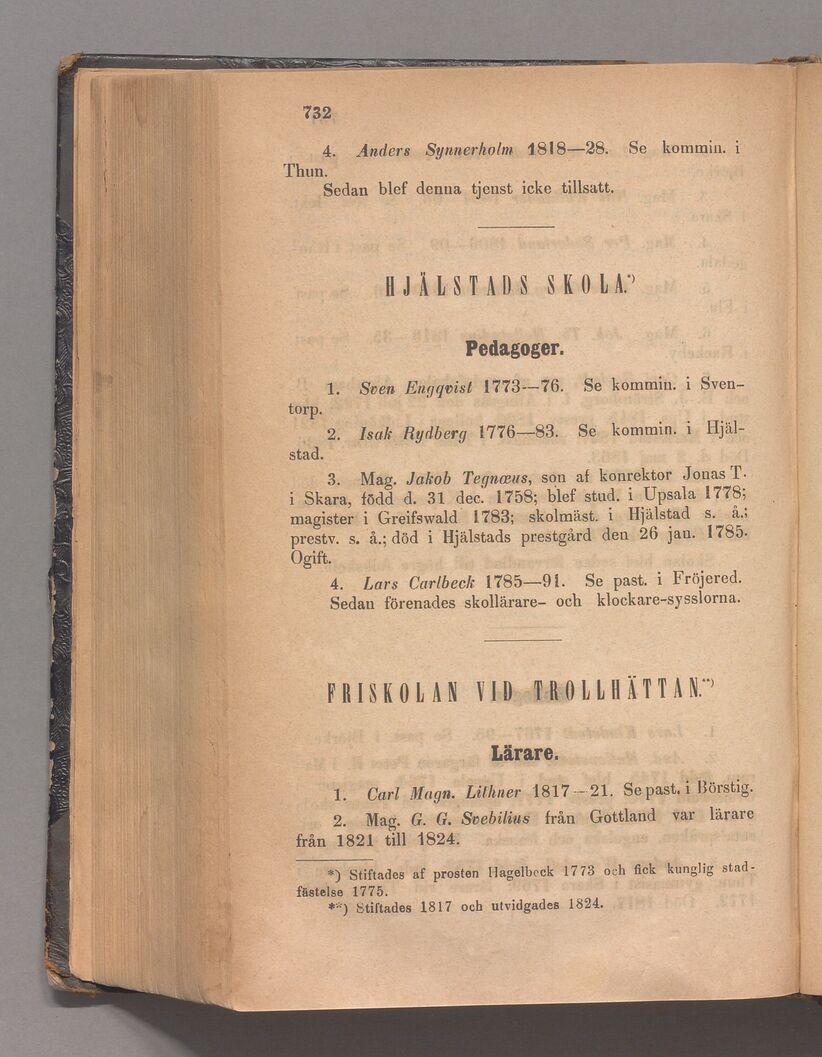 732
4. Anders Synnerholm 1818—28. Se kommin. i
Thun.
Sedan blef denna tjenst icke tillsatt.
HJÄLSTADS SKOLA.*)
Pedagoger.
1. Sven Engqvist 1773—76. Se kommin. i Sven-
torp.
2. Isak Rydberg 1776—83. Se kommin. i Hjäl-
stad.
3. Mag. Jakob Tegnæus, son af konrektor Jonas T.
i Skara, född d. 31 dec. 1758; blef stud. i Upsala 1778;
magister i Greifswald 1783; skolmäst. i Hjälstad s. å.;
prestv. s. å.; död i Hjälstads prestgård den 26 jan. 1785.
Ogift.
4. Lars Carlbeck 1785—91. Se past. i Fröjered.
Sedan förenades skollärare- och klockare-sysslorna.
FRISKOLAN VID TROLLHÄTTAN.**)
Lärare.
1. Carl Magn. Lithner 1817—21. Se past. i Börstig.
2. Mag. G. G. Svebilius från Gottland var lärare
från 1821 till 1824.
*) Stiftades af prosten Hagelbeck 1773 och fick kunglig stad-
fästelse 1775.
**) Stiftades 1817 och utvidgades 1824.